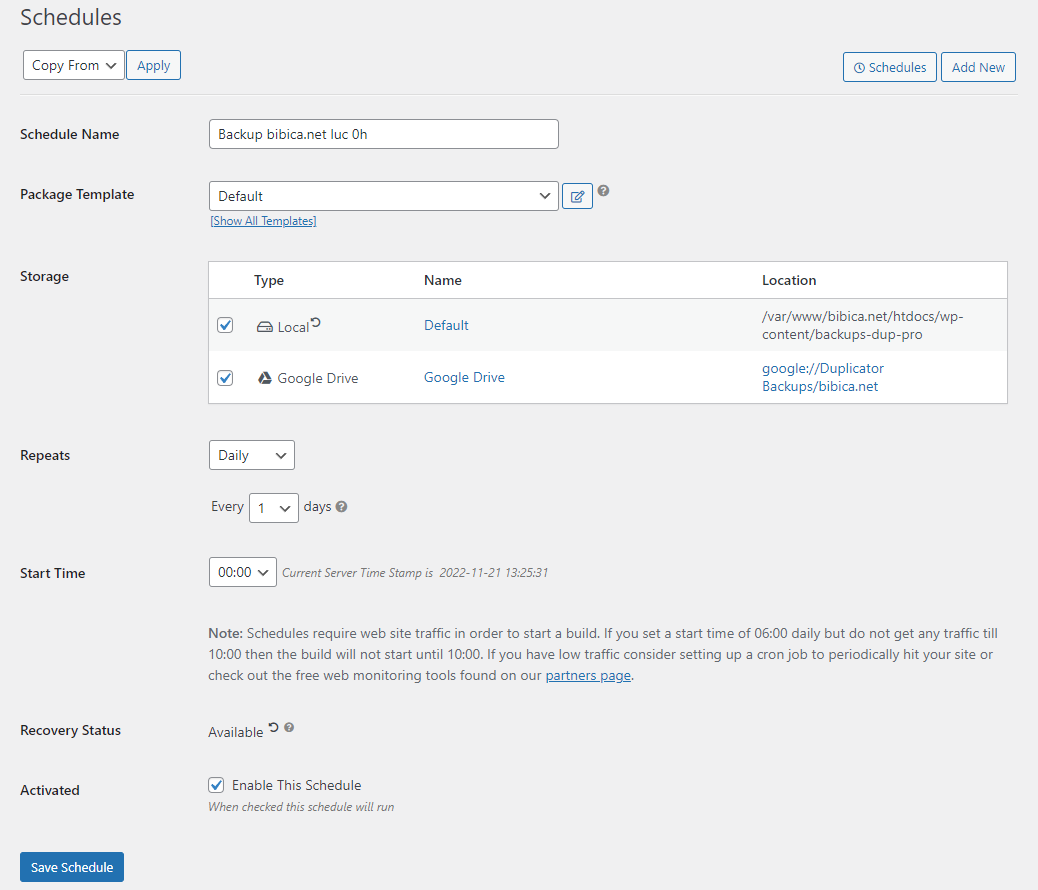 Schedules
Copy From Apply Schedules Add New
Schedule Name Backup bibica.net luc 0h
Package Template Default
[Show All Templates]
Storage Type Name Location
Local Default /var/www/bibica.net/htdocs/wp-
content/backups-dup-pro
Google Drive Google Drive google://Duplicator
Backups/bibica.net
Repeats Daily
Every 1 days
Start Time 00:00 Current Server Time Stamp is 2022-11-21 13:25:31
Note: Schedules require web site traffic in order to start a build. If you set a start time of 06:00 daily but do not get any traffic till
10:00 then the build will not start until 10:00. If you have low traffic consider setting up a cron job to periodically hit your site or
check out the free web monitoring tools found on our partners page.
Recovery Status Available
Activated Enable This Schedule
When checked this schedule will run
Save Schedule